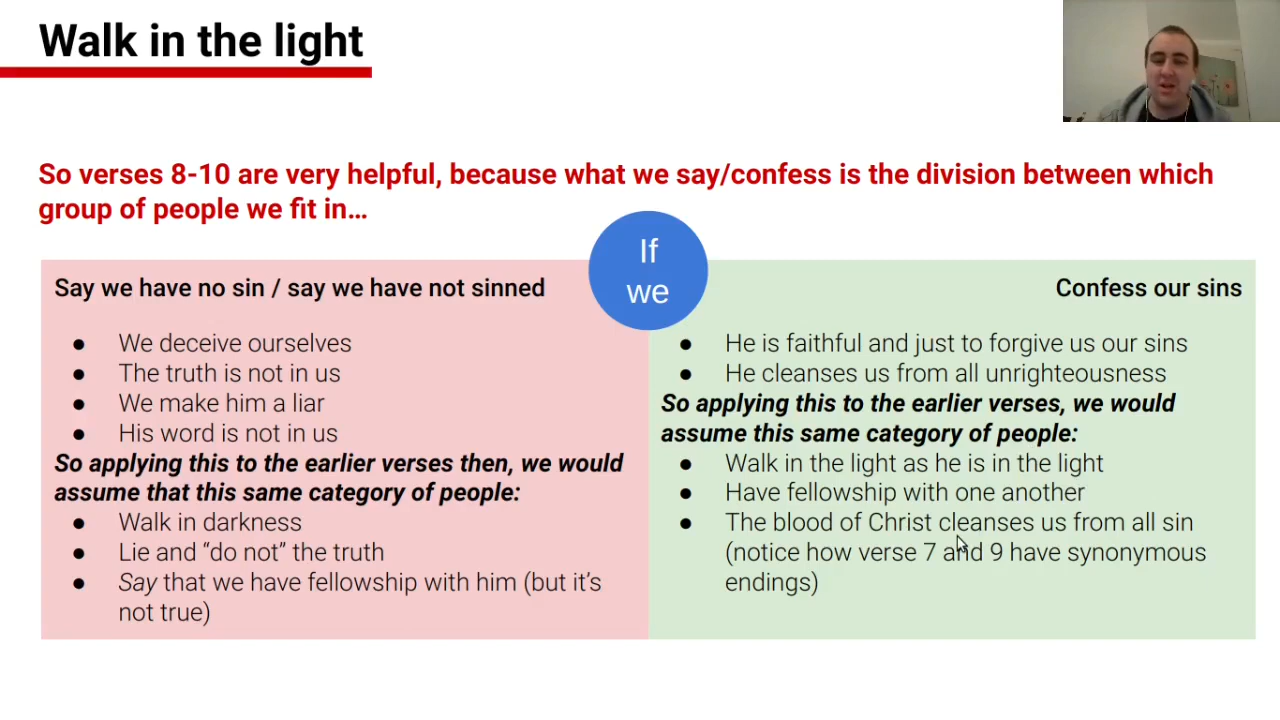 Walk in the light
So verses 8-10 are very helpful, because what we say/confess is the division between which
group of people we fit in…
If
we
Say we have no sin / say we have not sinned
● We deceive ourselves
● The truth is not in us
● We make him a liar
● His word is not in us
So applying this to the earlier verses then, we would
assume that this same category of people:
● Walk in darkness
● Lie and “do not” the truth
● Say that we have fellowship with him (but it’s
not true)
Confess our sins
● He is faithful and just to forgive us our sins
● He cleanses us from all unrighteousness
So applying this to the earlier verses, we would
assume this same category of people:
● Walk in the light as he is in the light
● Have fellowship with one another
● The blood of Christ cleanses us from all sin
(notice how verse 7 and 9 have synonymous
endings)